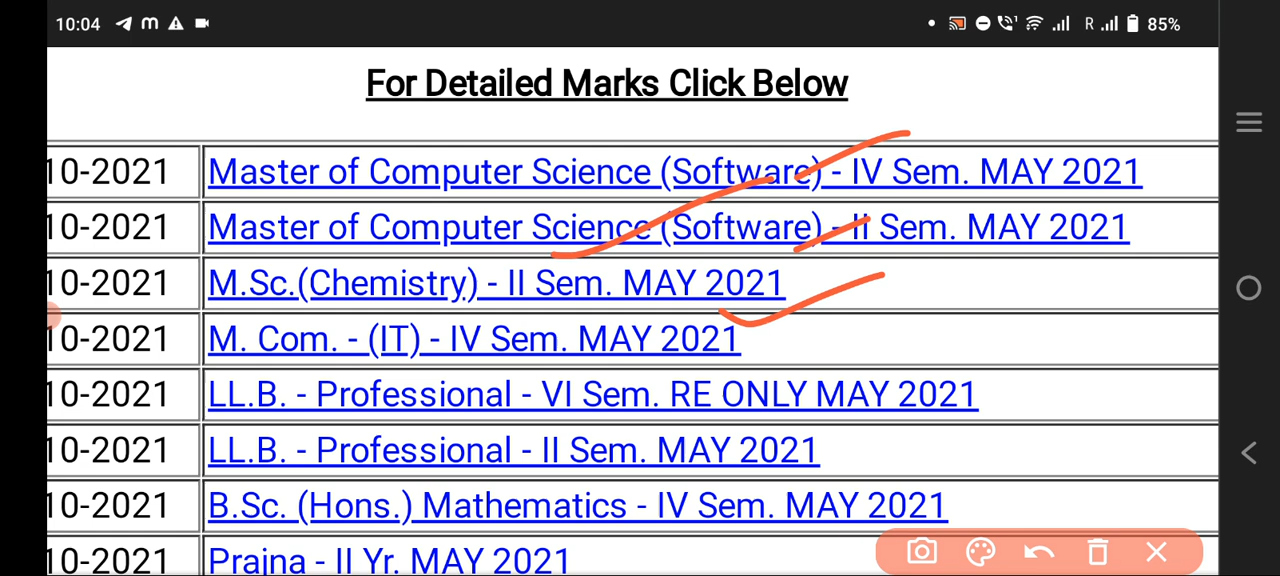 10:04
R
85%
For Detailed Marks Click Below
10-2021 Master of Computer Science (Software) - IV Sem. MAY 2021
10-2021 Master of Computer Science (Software) - II Sem. MAY 2021
10-2021 M.Sc.(Chemistry) - II Sem. MAY 2021
10-2021 M. Com. - (IT) - IV Sem. MAY 2021
10-2021 LL.B. - Professional - VI Sem. RE ONLY MAY 2021
10-2021 LL.B. - Professional - II Sem. MAY 2021
10-2021 B.Sc. (Hons.) Mathematics - IV Sem. MAY 2021
10-2021 Prajna - II Yr. MAY 2021